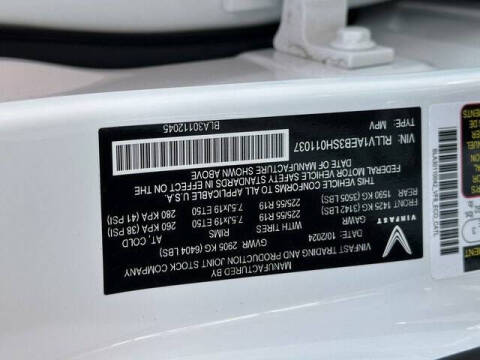 MANUFACTURED BY:
VINFAST TRADING AND PRODUCTION JOINT STOCK COMPANY
10/2024
GVWR: 2905 KG (6404 LBS)
GAWR WITH TIRES RIMS AT, COLD
FRONT 1425 KG (3142 LBS) 225/55 R19 7.5Jx19 ET50 260 KPA (38 PSI)
REAR 1590 KG (3505 LBS) 225/55 R19 7.5Jx19 ET50 280 KPA (41 PSI)
THIS VEHICLE CONFORMS TO ALL APPLICABLE U.S.A.
FEDERAL MOTOR VEHICLE SAFETY STANDARDS IN EFFECT ON THE
DATE OF MANUFACTURE SHOWN ABOVE
VIN: RLLV1AEB3SH011037
TYPE: MPV
BLA30112045
VINFAST